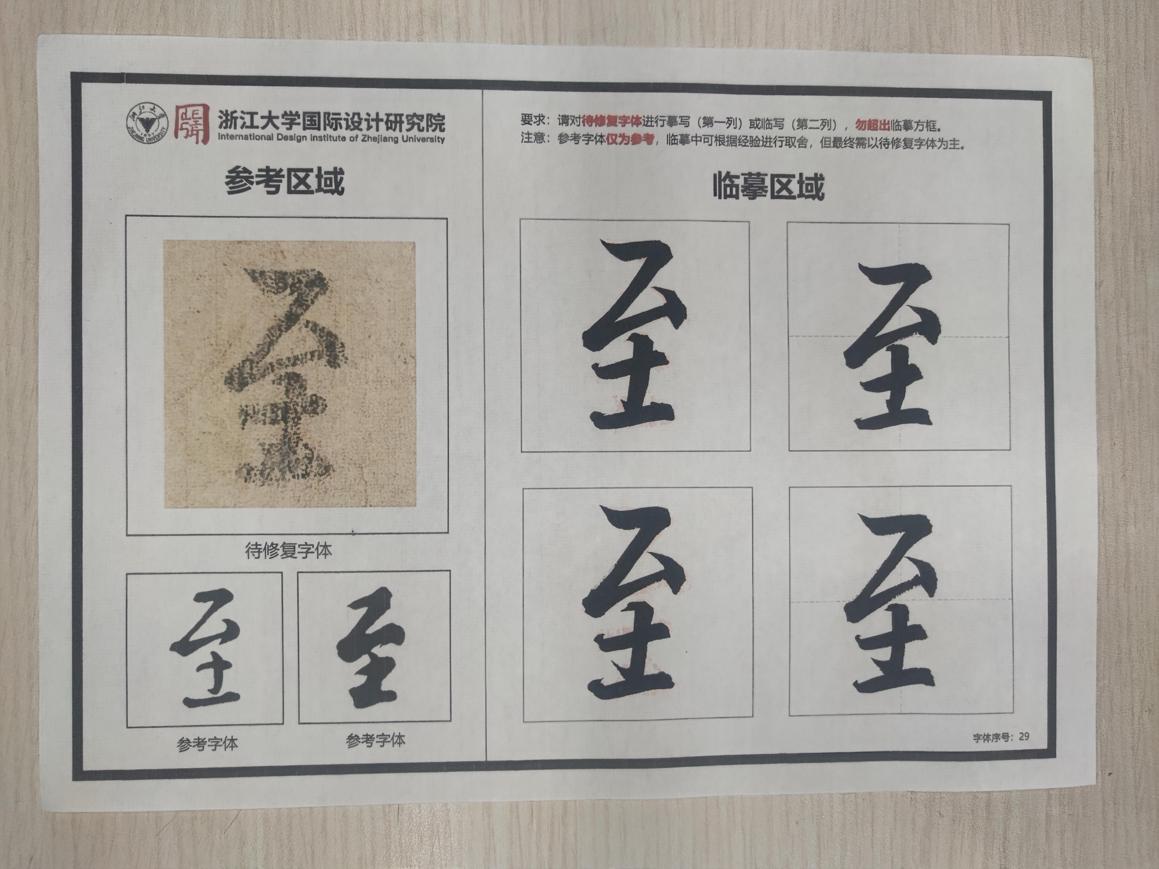 浙江大学国际设计研究院
International Design Institute of Zhejiang University
参考区域
至
待修复字体
至 至
参考字体 参考字体
要求：请对待修复字体进行摹写（第一列）或临写（第二列），勿超出临摹方框。
注意：参考字体仅为参考，临摹中可根据经验进行取舍，但最终需以待修复字体为主。
临摹区域
至 至
至 至
字体序号：29